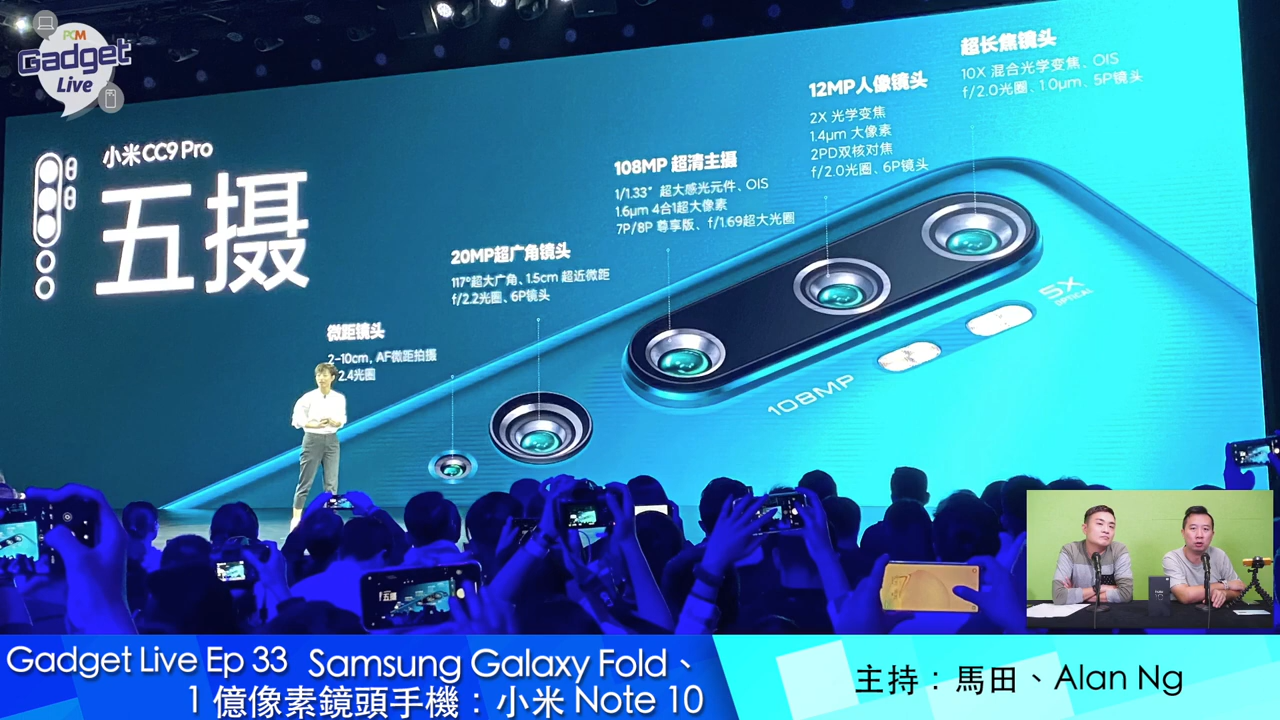 PCM
Gadget
Live
小米CC9 Pro
五摄
微距镜头
2-10cm, AF微距拍摄
2.4光圈
20MP超广角镜头
117°超大广角、1.5cm 超近微距
f/2.2光圈、6P镜头
108MP 超清主摄
1/1.33" 超大感光元件、OIS
1.6μm 4合1超大像素
7P/8P 尊享版、f/1.69超大光圈
12MP人像镜头
2X 光学变焦
1.4μm 大像素
2PD双核对焦
f/2.0光圈、6P镜头
超长焦镜头
10X 混合光学变焦、OIS
f/2.0光圈、1.0μm、5P镜头
108MP
5X
OPTICAL
五摄
10
Gadget Live Ep 33 Samsung Galaxy Fold、
1 億像素鏡頭手機：小米 Note 10
主持：馬田、Alan Ng